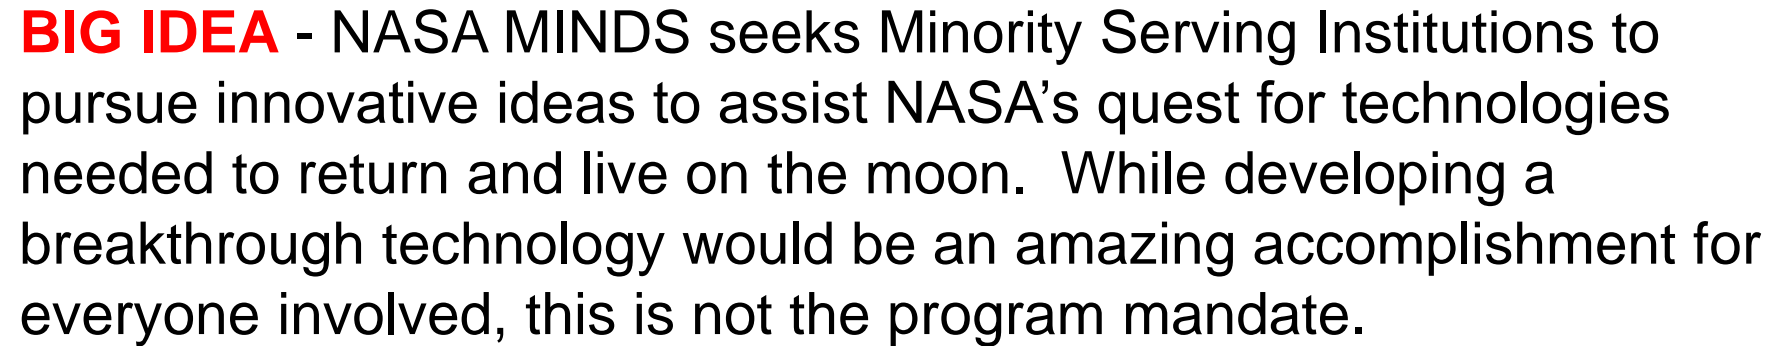 BIG IDEA - NASA MINDS seeks Minority Serving Institutions to
pursue innovative ideas to assist NASA’s quest for technologies
needed to return and live on the moon.  While developing a
breakthrough technology would be an amazing accomplishment for
everyone involved, this is not the program mandate.